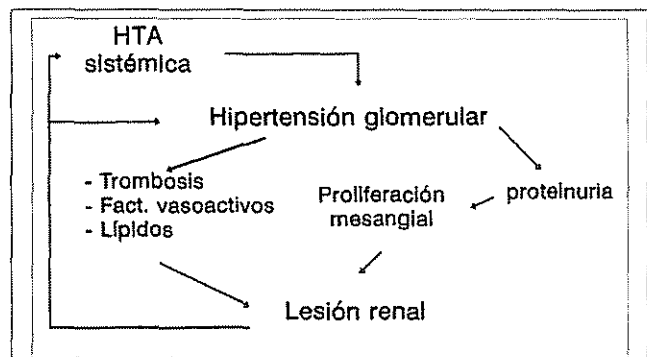 HTA
sistémica
Hipertensión glomerular
- Trombosis
- Fact. vasoactivos
- Lípidos
Proliferación
mesangial
proteinuria
Lesión renal